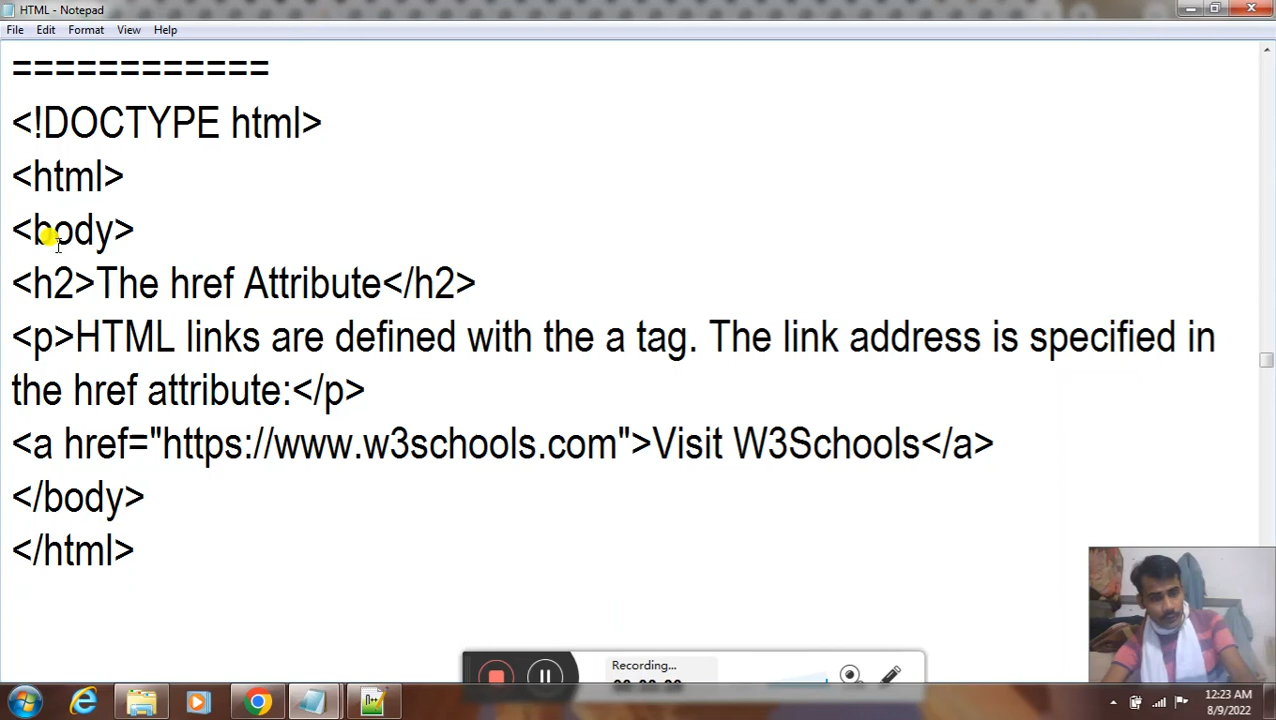 HTML - Notepad
File Edit Format View Help
============
<!DOCTYPE html>
<html>
<body>
<h2>The href Attribute</h2>
<p>HTML links are defined with the a tag. The link address is specified in
the href attribute:</p>
<a href="https://www.w3schools.com">Visit W3Schools</a>
</body>
</html>
Recording...
12:23 AM
8/9/2022